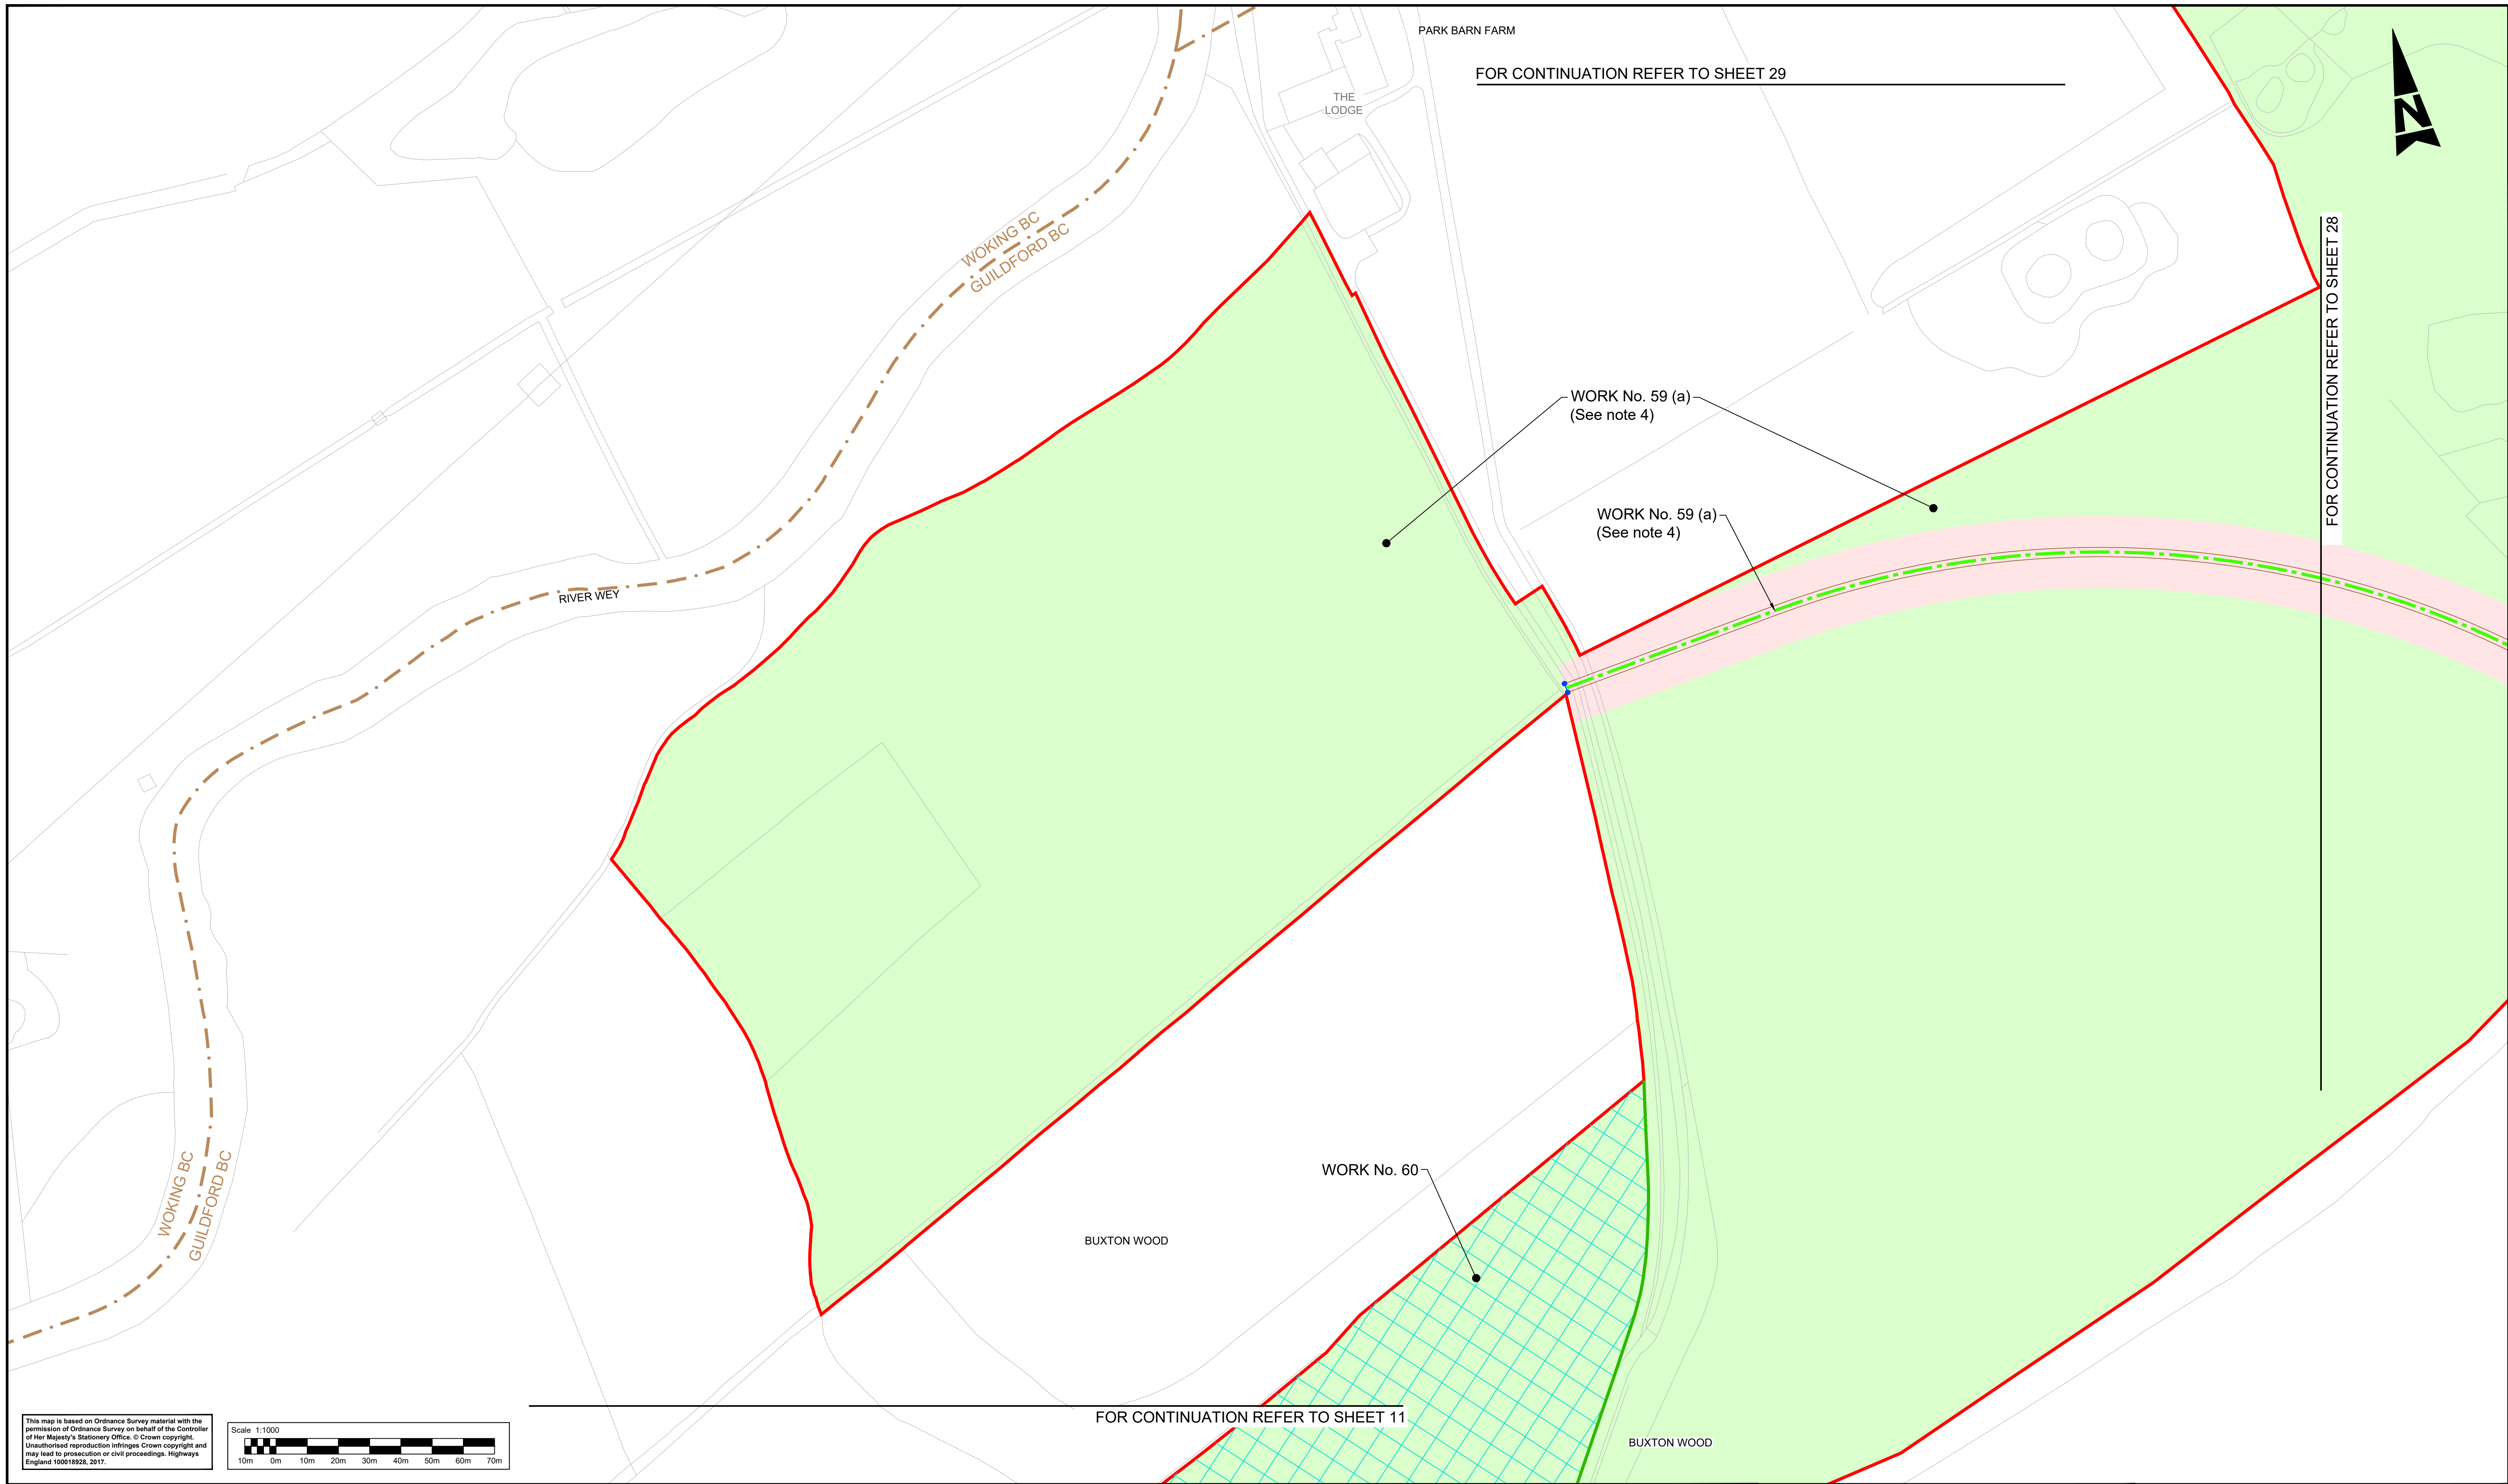 PARK BARN FARM
FOR CONTINUATION REFER TO SHEET 29
THE
LODGE
N
WOKING BC
GUILDFORD BC
FOR CONTINUATION REFER TO SHEET 28
WORK No. 59 (a)
(See note 4)
WORK No. 59 (a)
(See note 4)
RIVER WEY
WOKING BC
GUILDFORD BC
WORK No. 60
BUXTON WOOD
FOR CONTINUATION REFER TO SHEET 11
BUXTON WOOD
This map is based on Ordnance Survey material with the
permission of Ordnance Survey on behalf of the Controller
of Her Majesty's Stationery Office. © Crown copyright.
Unauthorised reproduction infringes Crown copyright and
may lead to prosecution or civil proceedings. Highways
England 100018928, 2017.
Scale 1:1000
10m 0m 10m 20m 30m 40m 50m 60m 70m